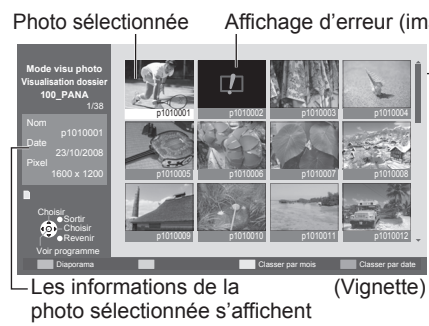 Photo sélectionnée
Affichage d'erreur (im
Mode visu photo
Visualisation dossier
100_PANA
1/38
Nom
p1010001
Date
23/10/2008
Pixel
1600 x 1200
Choisir
Sortir
Choisir
Revenir
Voir programme
p1010001 p1010002 p1010003 p1010004
p1010005 p1010006 p1010007 p1010008
p1010009 p1010010 p1010011 p1010012
Diaporama Classer par mois Classer par date
Les informations de la
photo sélectionnée s'affichent
(Vignette)